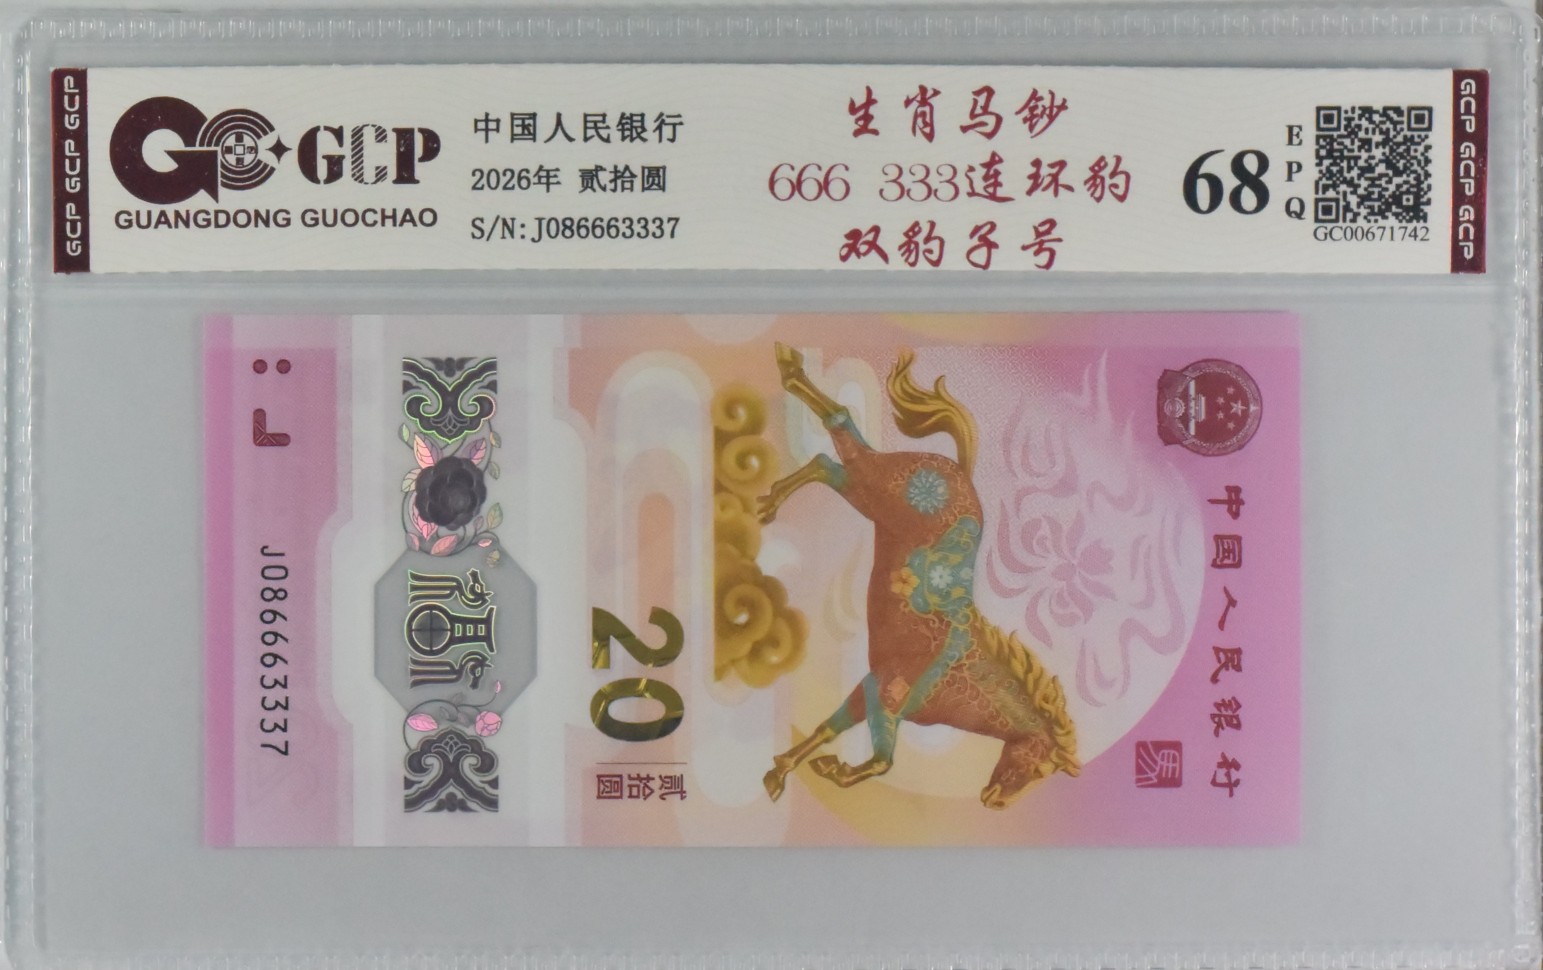 GCP GCP GCP
GCP
GUANGDONG GUOCHAO
中国人民银行
2026年 贰拾圆
S/N:J086663337
生肖马钞
666 333连环豹
双豹子号
68
EPQ
GC00671742
GCP GCP GCP
中国人民银行
20
贰拾圆
J086663337